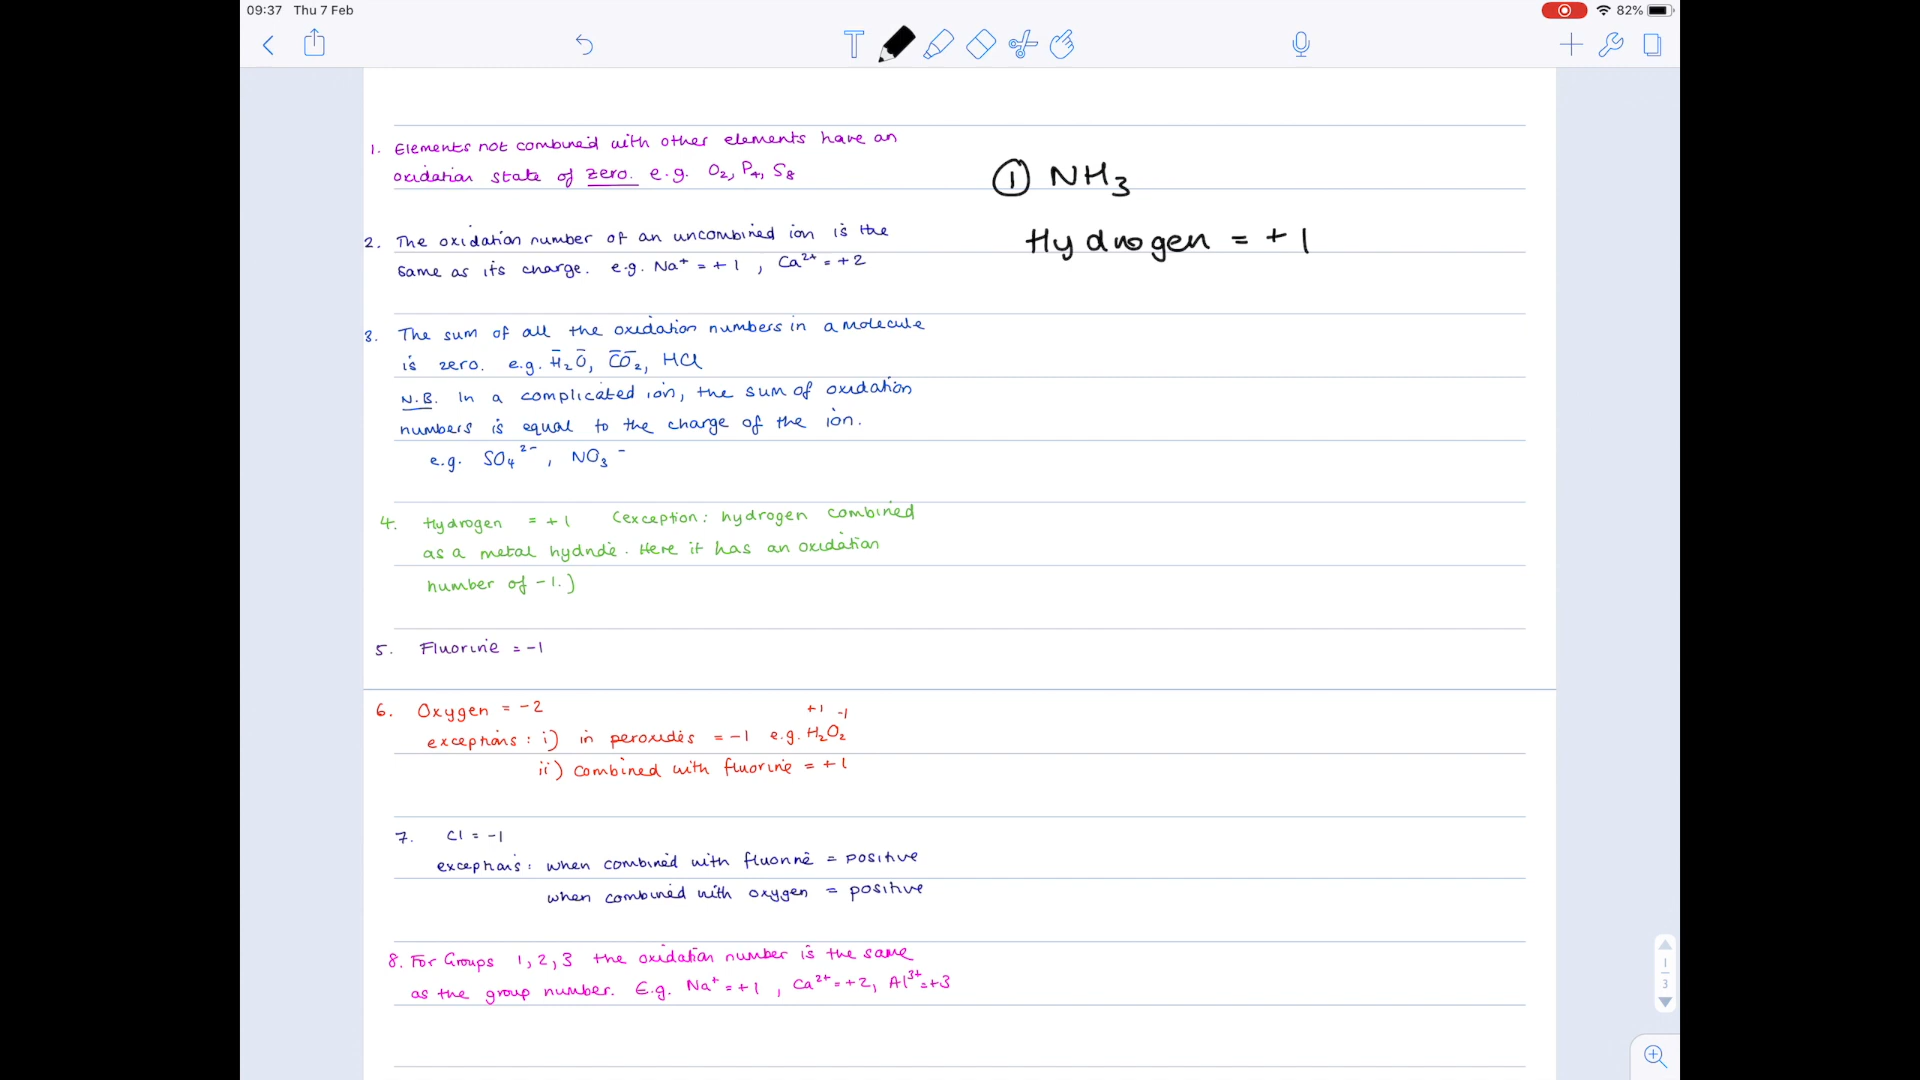 09:37 Thu 7 Feb
82%
T
1. Elements not combined with other elements have an
oxidation state of zero. e.g. O₂, P₄, S₈
2. The oxidation number of an uncombined ion is the
same as its charge. e.g. Na⁺ = +1 , Ca²⁺ = +2
3. The sum of all the oxidation numbers in a molecule
is zero. e.g. H₂O, CO₂, HCl
N.B. In a complicated ion, the sum of oxidation
numbers is equal to the charge of the ion.
e.g. SO₄²⁻ , NO₃⁻
4. Hydrogen = +1 (exception: hydrogen combined
as a metal hydride. Here it has an oxidation
number of -1.)
5. Fluorine = -1
6. Oxygen = -2
+1 -1
exceptions: i) in peroxides = -1 e.g. H₂O₂
ii) combined with fluorine = +1
7. Cl = -1
exceptions: when combined with fluorine = positive
when combined with oxygen = positive
8. For Groups 1, 2, 3 the oxidation number is the same
as the group number. E.g. Na⁺ = +1 , Ca²⁺ = +2, Al³⁺ = +3
① NH₃
Hydrogen = +1
1
3